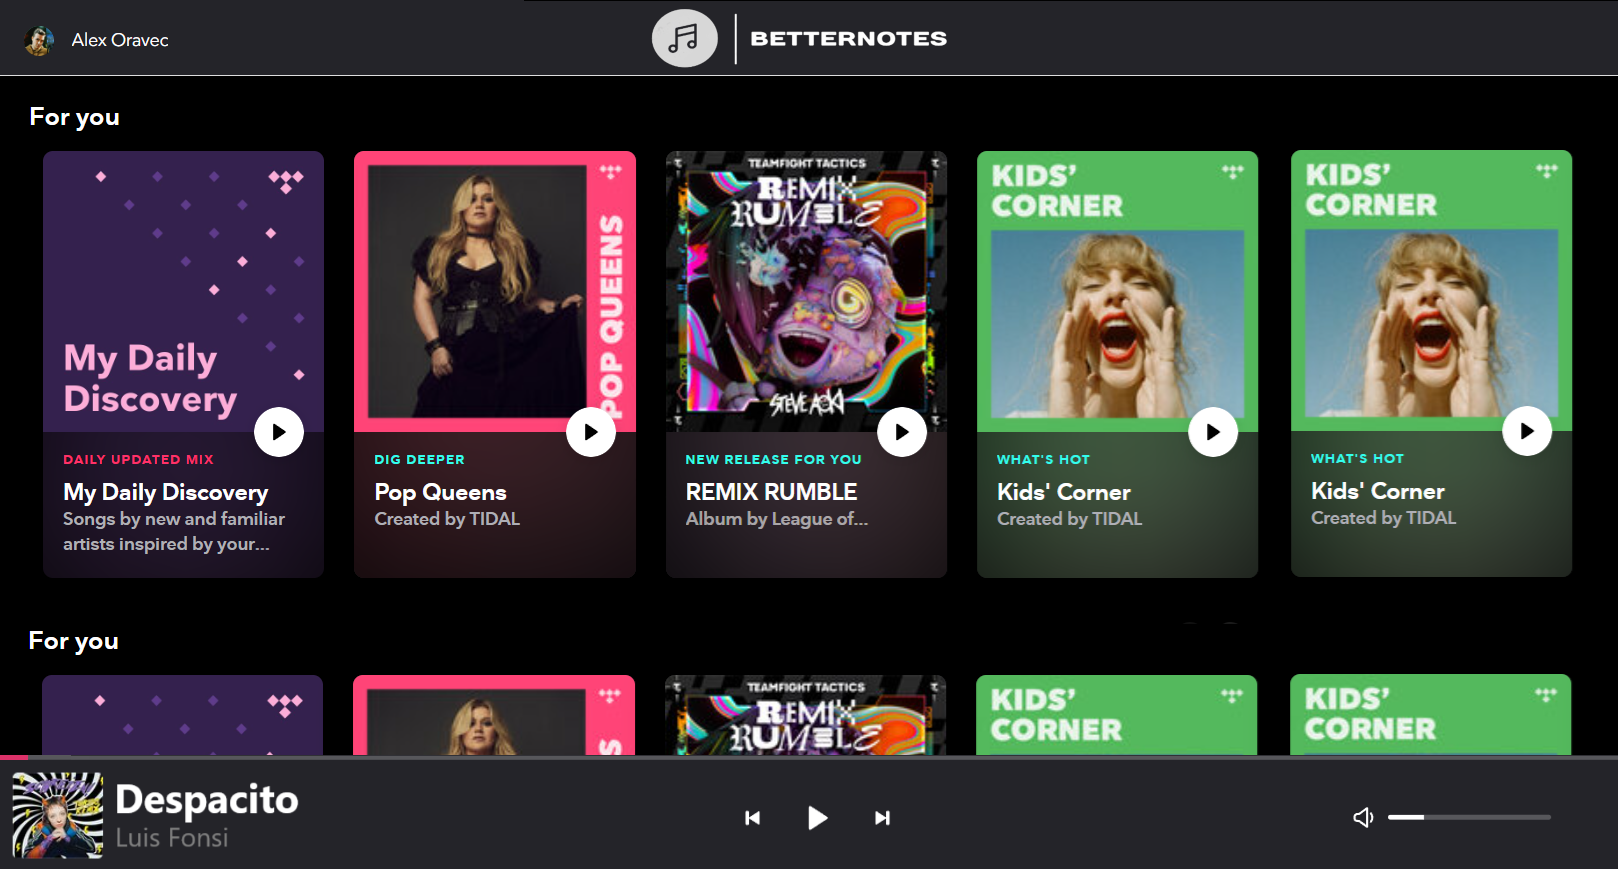 Alex Oravec
BETTERNOTES
For you
My Daily
Discovery
DAILY UPDATED MIX
My Daily Discovery
Songs by new and familiar
artists inspired by your...
POP QUEENS
DIG DEEPER
Pop Queens
Created by TIDAL
TEAMFIGHT TACTICS
REMIX
RUMBLE
STEVE AOKI
NEW RELEASE FOR YOU
REMIX RUMBLE
Album by League of...
KIDS'
CORNER
WHAT'S HOT
Kids' Corner
Created by TIDAL
KIDS'
CORNER
WHAT'S HOT
Kids' Corner
Created by TIDAL
For you
TEAMFIGHT TACTICS
REMIX
RUMBLE
KIDS'
CORNER
KIDS'
CORNER
Despacito
Luis Fonsi